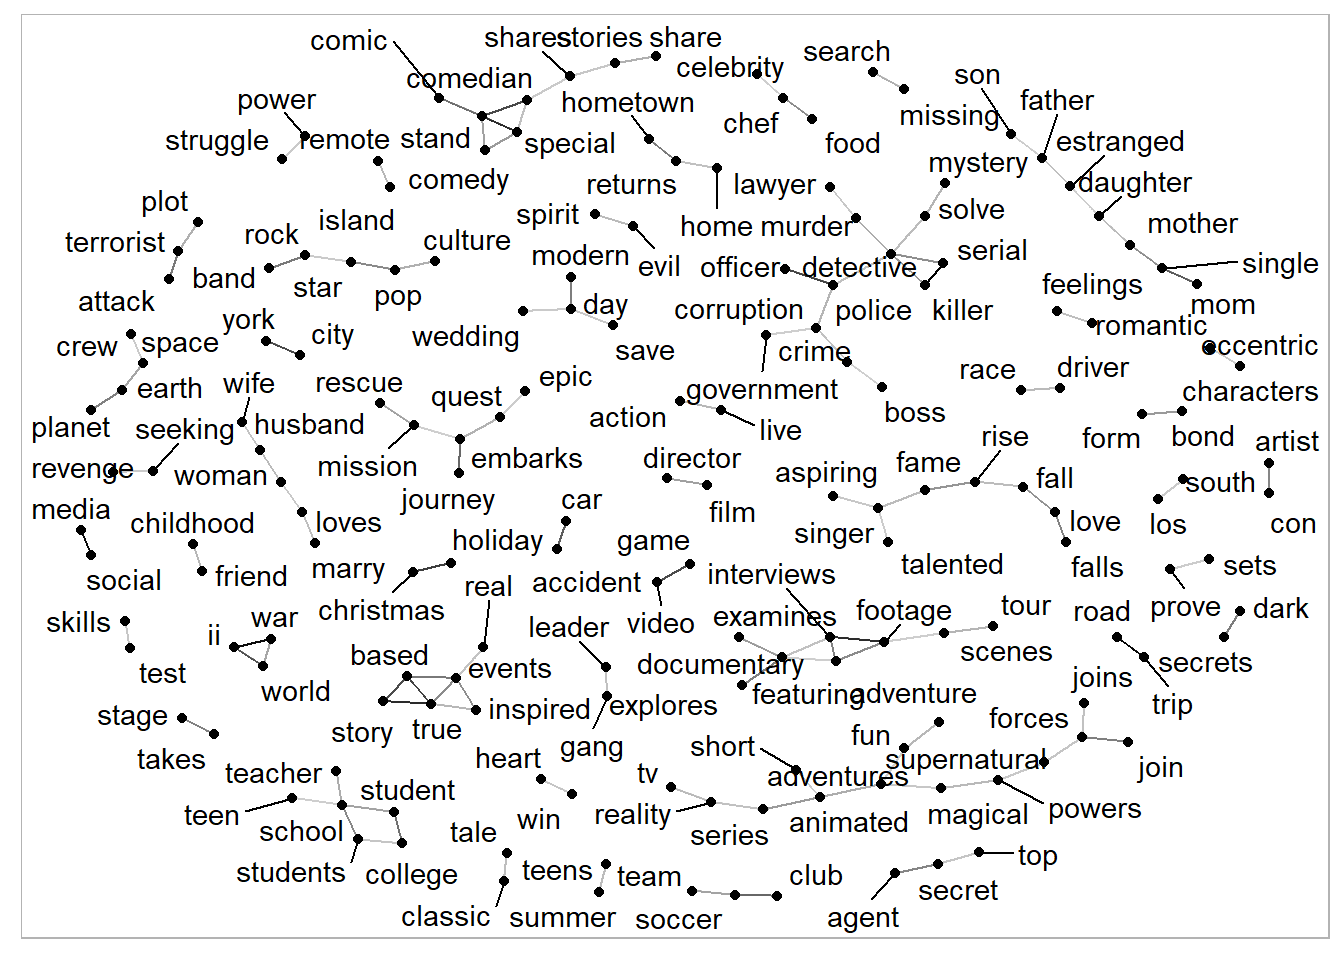 comic
shares
stories
share
comedian
celebrity
search
son
power
hometown
father
struggle
remote
stand
special
chef
food
missing
estranged
comedy
returns
lawyer
mystery
daughter
plot
island
spirit
home
murder
solve
mother
terrorist
rock
culture
modern
evil
officer
detective
serial
single
band
star
pop
day
corruption
police
killer
feelings
mom
attack
york
city
wedding
save
crime
romantic
eccentric
crew
space
earth
wife
rescue
quest
epic
government
race
driver
characters
planet
seeking
husband
action
live
boss
form
bond
artist
revenge
woman
mission
embarks
director
aspiring
fame
rise
fall
south
media
childhood
loves
journey
car
film
singer
love
los
con
social
friend
marry
holiday
accident
game
interviews
talented
falls
sets
skills
ii
war
christmas
real
leader
video
examines
footage
tour
road
prove
dark
test
world
based
events
documentary
scenes
secrets
stage
story
true
inspired
explores
featuring
adventure
joins
trip
takes
gang
short
fun
forces
teacher
heart
tv
adventures
supernatural
join
teen
student
school
win
reality
series
animated
magical
powers
students
college
tale
teens
team
club
secret
top
classic
summer
soccer
agent